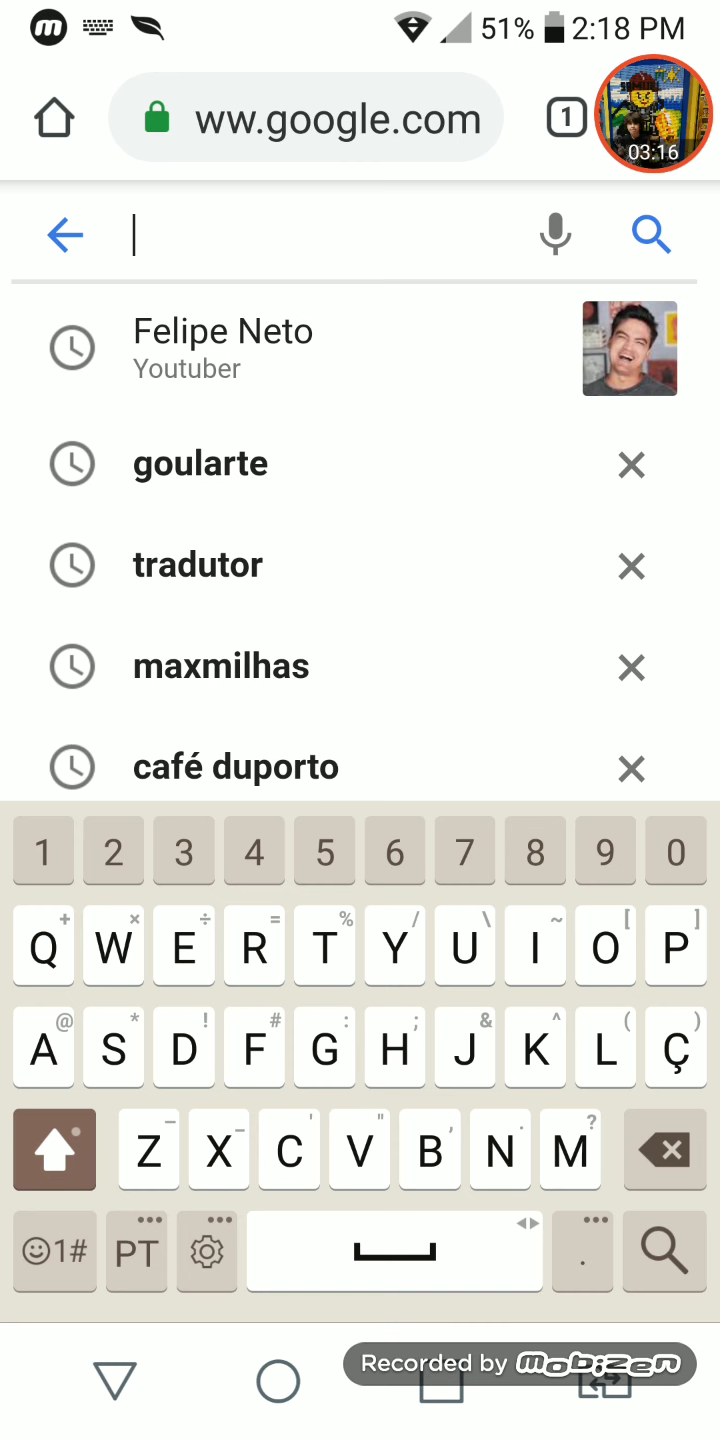 51% 2:18 PM
ww.google.com
1
03:16
Felipe Neto
Youtuber
goularte
tradutor
maxmilhas
café duporto
1 2 3 4 5 6 7 8 9 0
+ × ÷ = % / \ ~ [ ]
Q W E R T Y U I O P
@ * ! # : ; & ^ ( )
A S D F G H J K L Ç
– _ ' " , . ?
Z X C V B N M
1# PT .
Recorded by mobizen